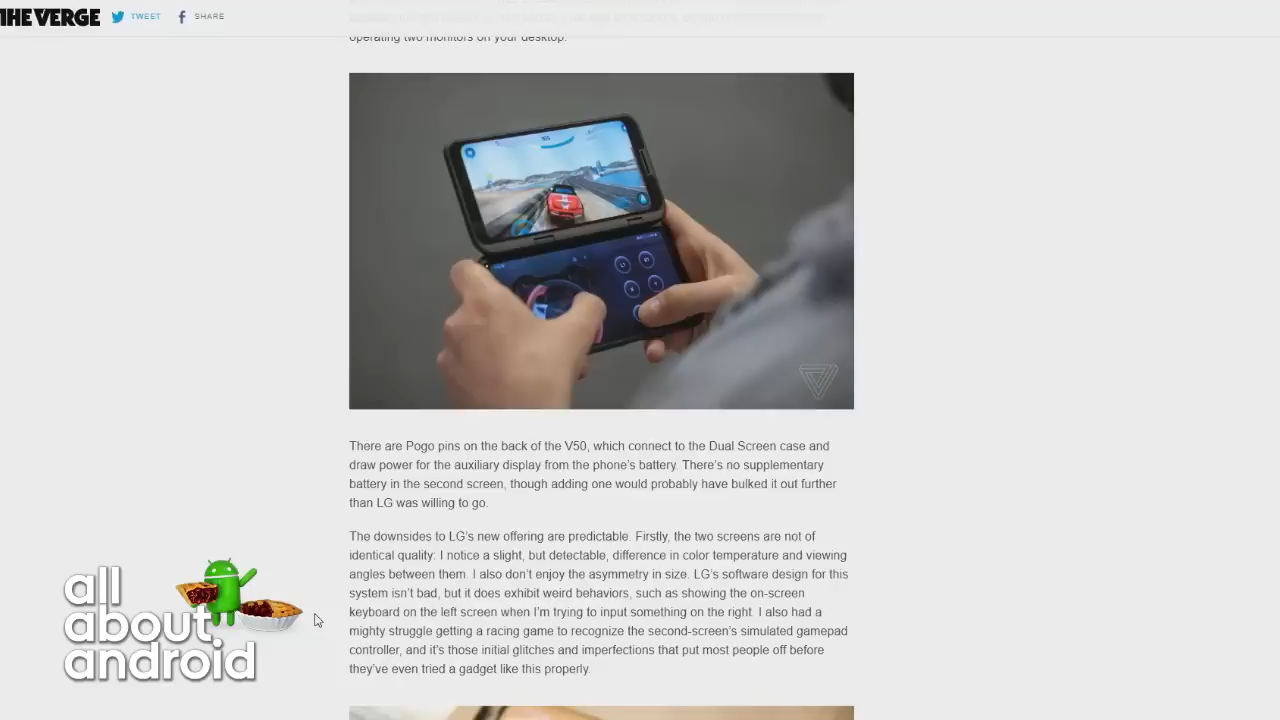 THE VERGE
TWEET
SHARE
operating two monitors on your desktop.
There are Pogo pins on the back of the V50, which connect to the Dual Screen case and
draw power for the auxiliary display from the phone's battery. There's no supplementary
battery in the second screen, though adding one would probably have bulked it out further
than LG was willing to go.
The downsides to LG's new offering are predictable. Firstly, the two screens are not of
identical quality: I notice a slight, but detectable, difference in color temperature and viewing
angles between them. I also don't enjoy the asymmetry in size. LG's software design for this
system isn't bad, but it does exhibit weird behaviors, such as showing the on-screen
keyboard on the left screen when I'm trying to input something on the right. I also had a
mighty struggle getting a racing game to recognize the second-screen's simulated gamepad
controller, and it's those initial glitches and imperfections that put most people off before
they've even tried a gadget like this properly.
all
about
android